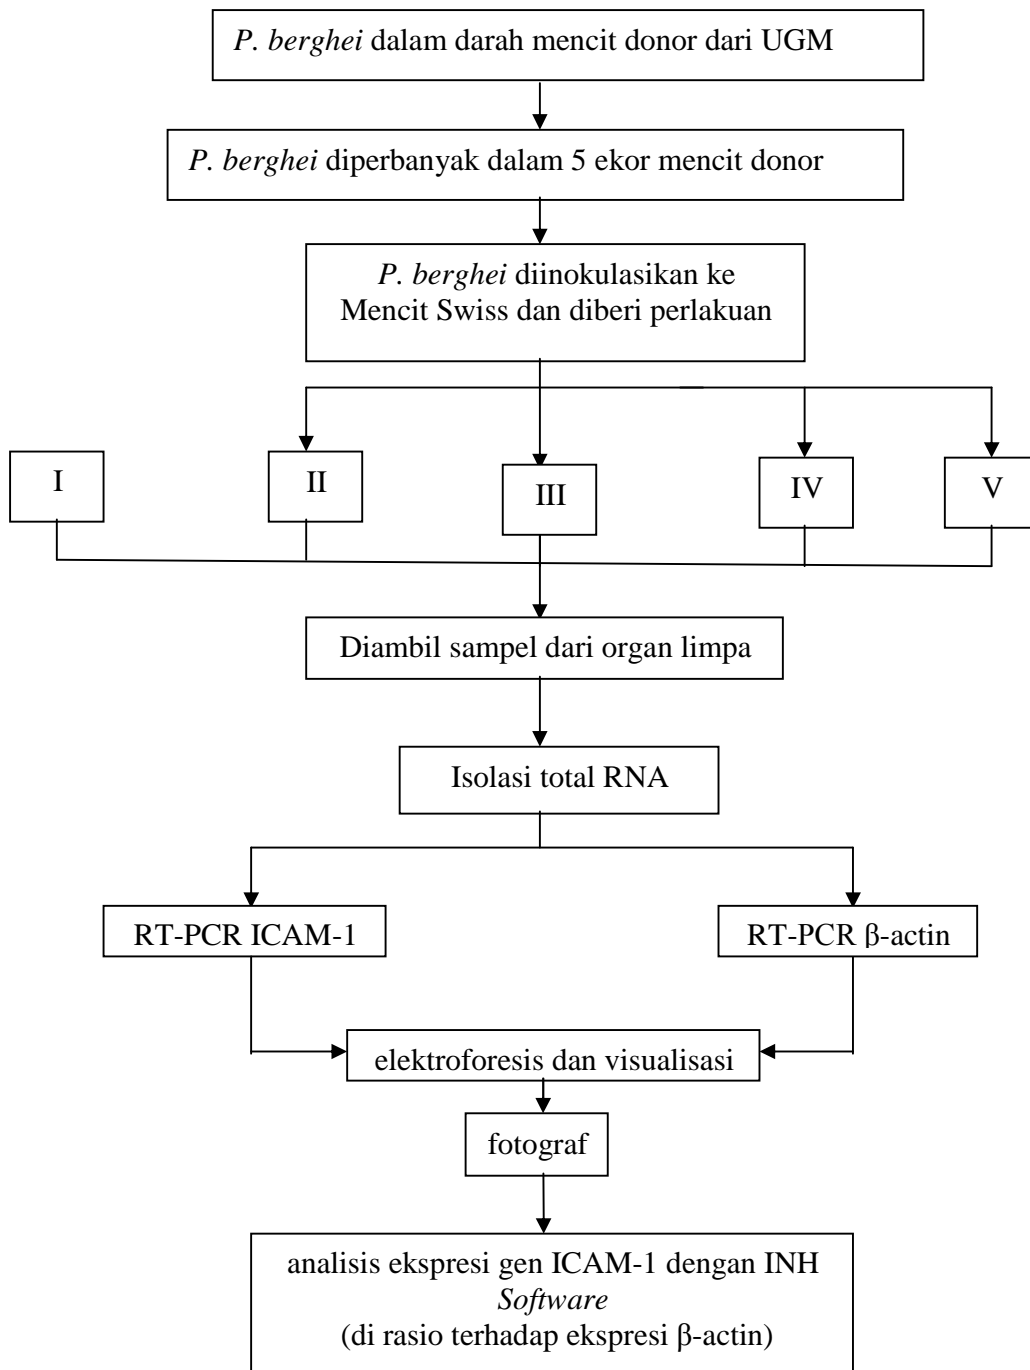 P. berghei dalam darah mencit donor dari UGM
P. berghei diperbanyak dalam 5 ekor mencit donor
P. berghei diinokulasikan ke
Mencit Swiss dan diberi perlakuan
I
II
III
IV
V
Diambil sampel dari organ limpa
Isolasi total RNA
RT-PCR ICAM-1
RT-PCR β-actin
elektroforesis dan visualisasi
fotograf
analisis ekspresi gen ICAM-1 dengan INH
Software
(di rasio terhadap ekspresi β-actin)